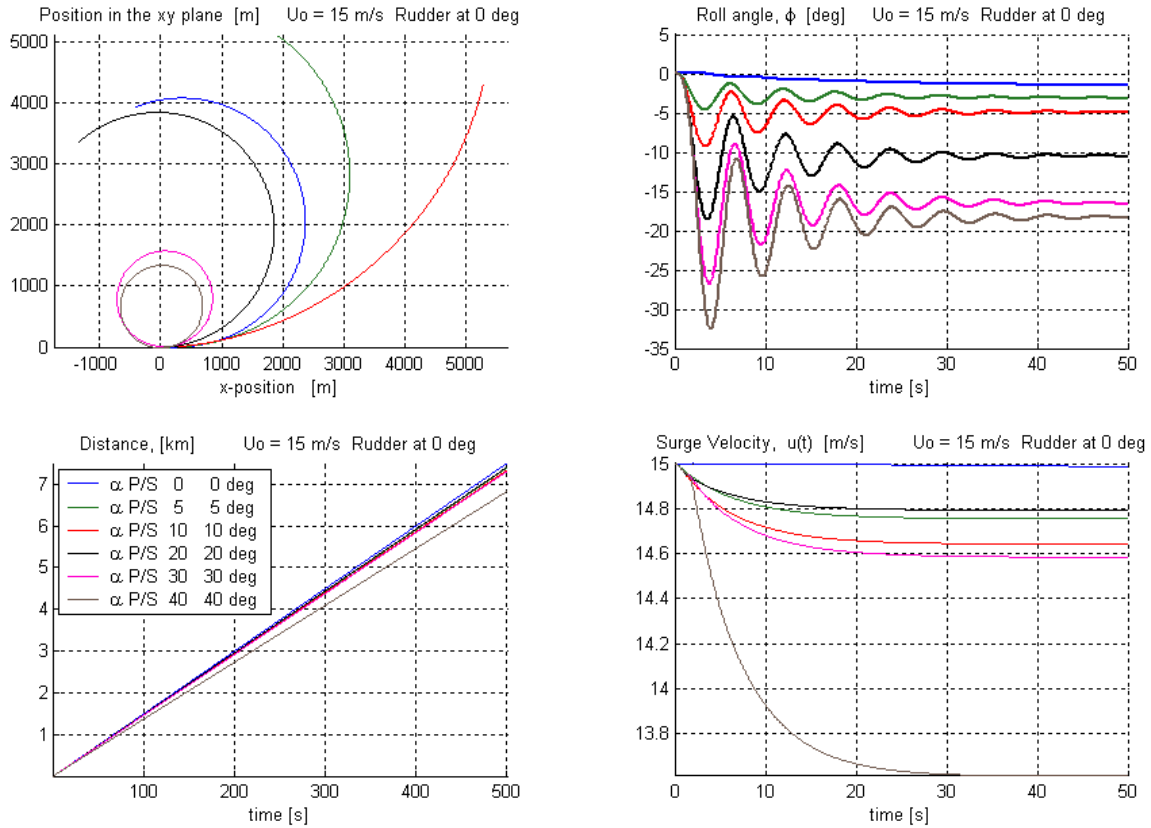 Position in the xy plane [m] Uo = 15 m/s Rudder at 0 deg
5000
4000
3000
2000
1000
0
-1000 0 1000 2000 3000 4000 5000
x-position [m]
Roll angle, ϕ [deg] Uo = 15 m/s Rudder at 0 deg
5
0
-5
-10
-15
-20
-25
-30
-35
0 10 20 30 40 50
time [s]
Distance, [km] Uo = 15 m/s Rudder at 0 deg
7
6
5
4
3
2
1
α P/S 0 0 deg
α P/S 5 5 deg
α P/S 10 10 deg
α P/S 20 20 deg
α P/S 30 30 deg
α P/S 40 40 deg
100 200 300 400 500
time [s]
Surge Velocity, u(t) [m/s] Uo = 15 m/s Rudder at 0 deg
15
14.8
14.6
14.4
14.2
14
13.8
0 10 20 30 40 50
time [s]